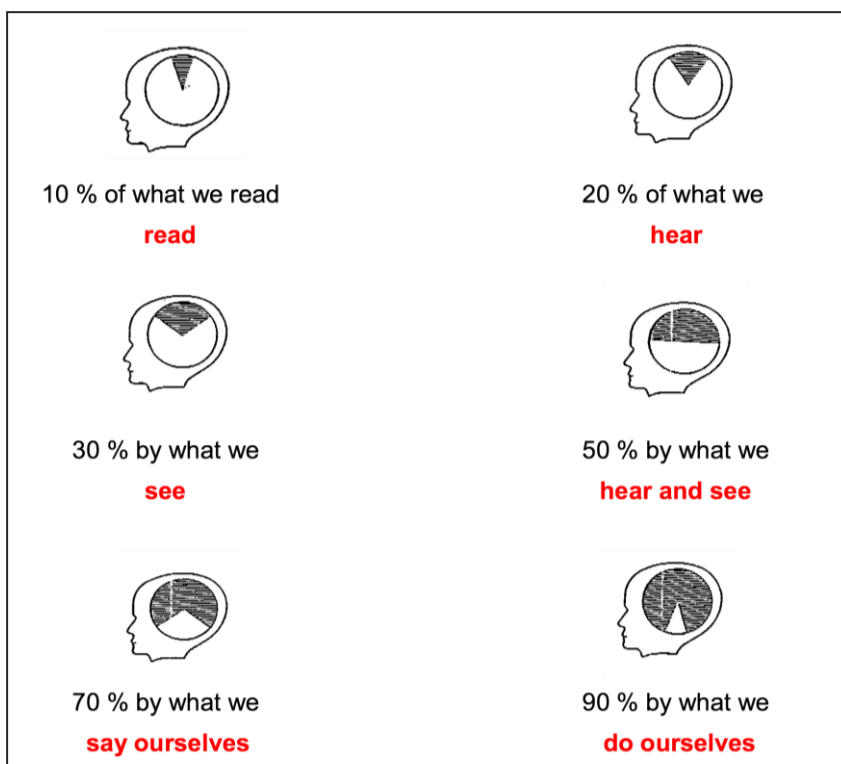 10 % of what we read
read
20 % of what we
hear
30 % by what we
see
50 % by what we
hear and see
70 % by what we
say ourselves
90 % by what we
do ourselves